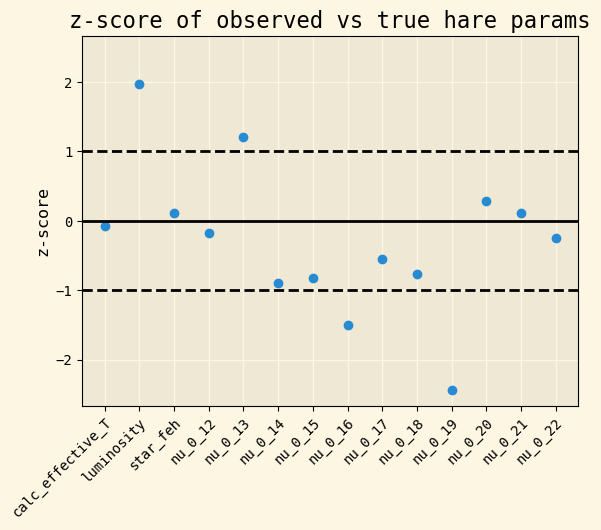 z-score of observed vs true hare params
z-score
2
1
0
−1
−2
calc_effective_T
luminosity
star_feh
nu_0_12
nu_0_13
nu_0_14
nu_0_15
nu_0_16
nu_0_17
nu_0_18
nu_0_19
nu_0_20
nu_0_21
nu_0_22